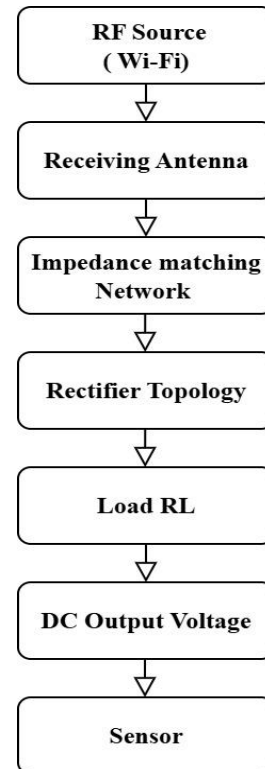 RF Source
( Wi-Fi)
Receiving Antenna
Impedance matching
Network
Rectifier Topology
Load RL
DC Output Voltage
Sensor